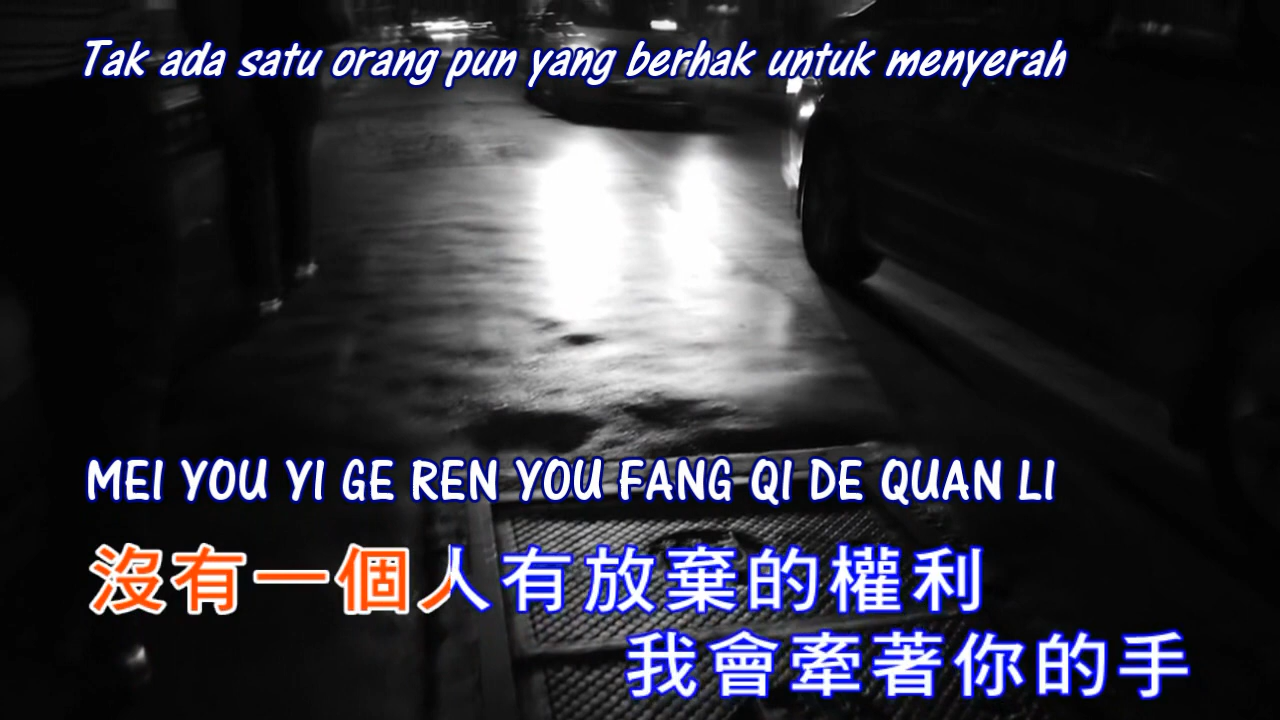 Tak ada satu orang pun yang berhak untuk menyerah
MEI YOU YI GE REN YOU FANG QI DE QUAN LI
沒有一個人有放棄的權利
我會牽著你的手